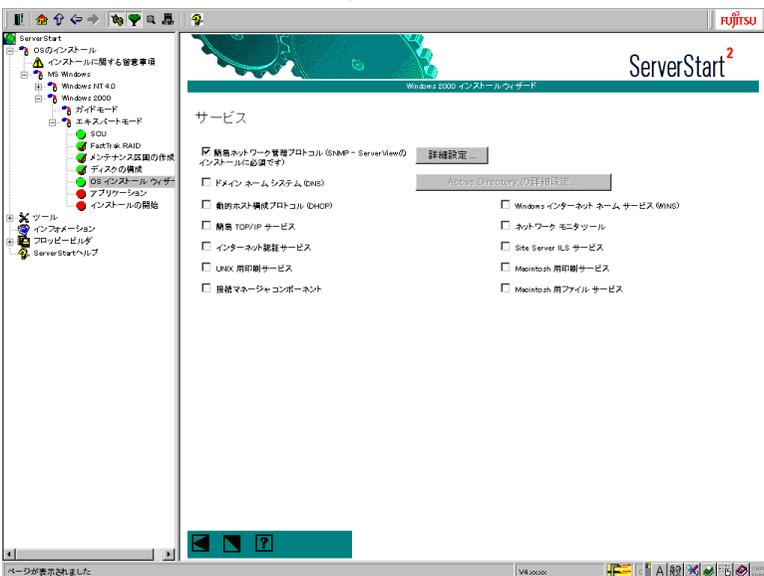 FUJITSU
ServerStart
OSのインストール
インストールに関する留意事項
MS Windows
Windows NT 4.0
Windows 2000
ガイドモード
エキスパートモード
SCU
FastTrak RAID
メンテナンス区画の作成
ディスクの構成
OS インストール ウィザー
アプリケーション
インストールの開始
ツール
インフォメーション
フロッピービルダ
ServerStartヘルプ
ServerStart2
Windows 2000 インストールウィザード
サービス
簡易ネットワーク管理プロトコル (SNMP - ServerViewの
インストールに必須です)
詳細設定 ...
ドメイン ネーム システム (DNS)
Active Directory の詳細設定
動的ホスト構成プロトコル (DHCP)
Windows インターネット ネーム サービス (WINS)
簡易 TCP/IP サービス
ネットワーク モニタツール
インターネット認証サービス
Site Server ILS サービス
UNIX 用印刷サービス
Macintosh 用印刷サービス
接続マネージャ コンポーネント
Macintosh 用ファイル サービス
ページが表示されました
V4.xx.xx
A 般